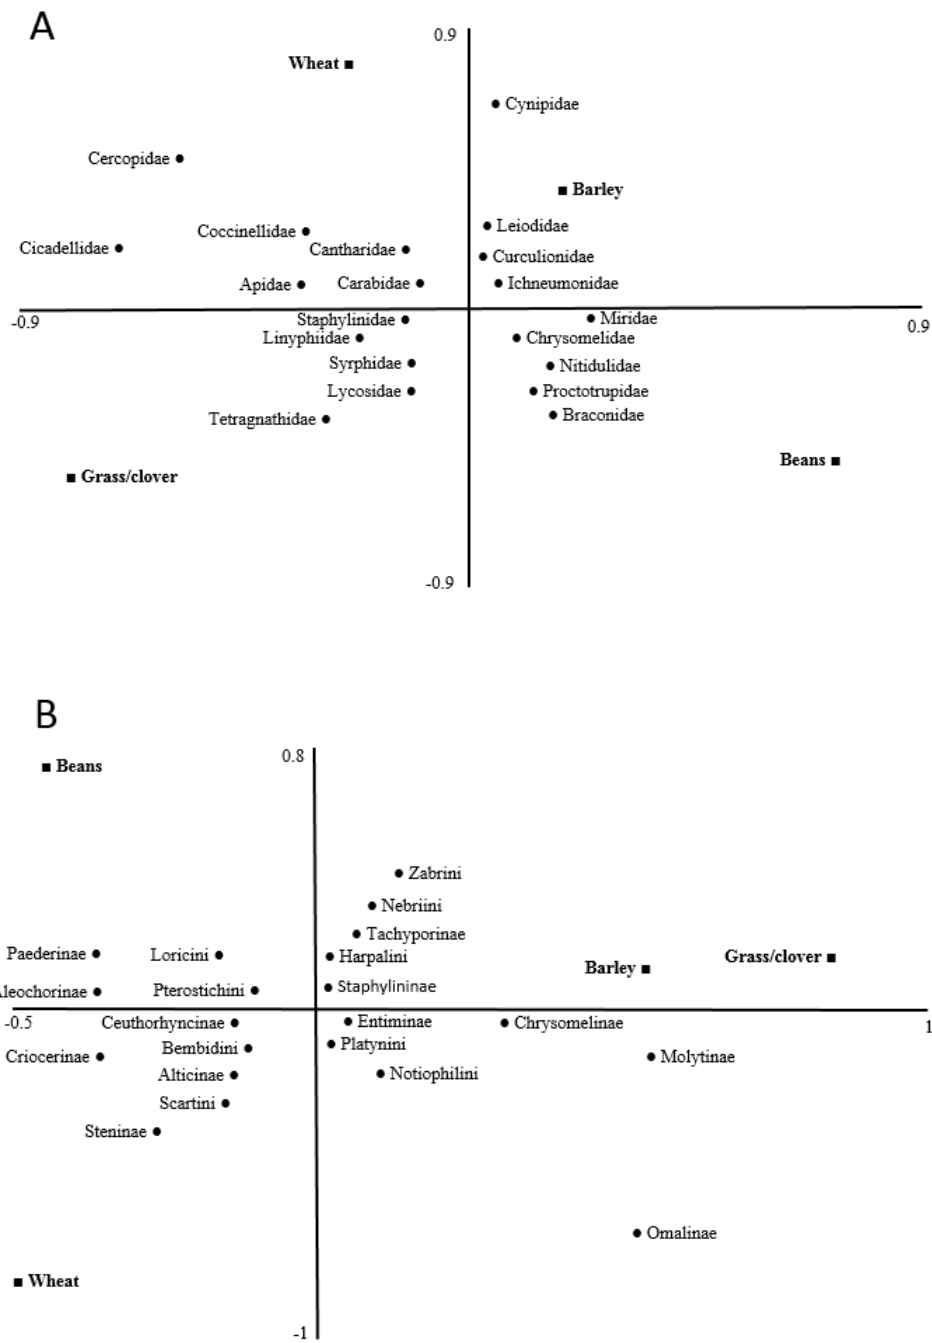 A
0.9
Wheat
Cynipidae
Cercopidae
Barley
Leiodidae
Coccinellidae
Cicadellidae
Cantharidae
Curculionidae
Apidae
Carabidae
Ichneumonidae
-0.9
Staphylinidae
Miridae
0.9
Linyphiidae
Chrysomelidae
Syrphidae
Nitidulidae
Lycosidae
Proctotrupidae
Tetragnathidae
Braconidae
Beans
Grass/clover
-0.9
B
0.8
Beans
Zabrini
Nebriini
Tachyporinae
Paederinae
Loricini
Harpalini
Grass/clover
Barley
leochorinae
Pterostichini
Staphylininae
-0.5
Ceuthorhyncinae
Entiminae
Chrysomelinae
1
Criocerinae
Bembidini
Platynini
Molytinae
Alticinae
Notiophilini
Scartini
Steninae
Omalinae
Wheat
-1